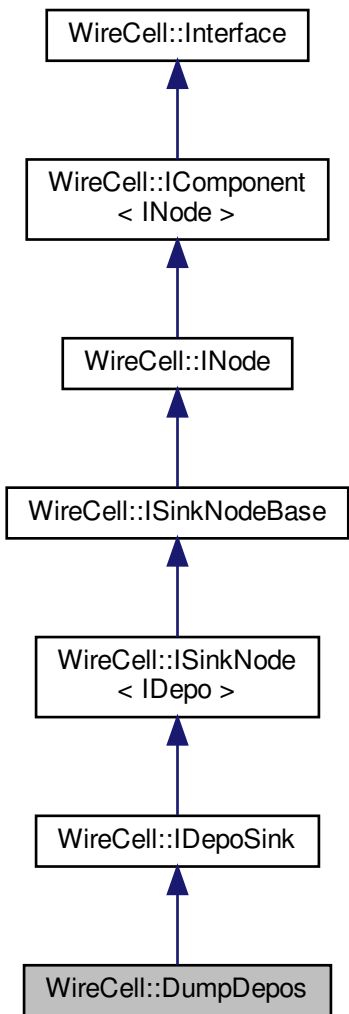 WireCell::Interface
WireCell::IComponent
< INode >
WireCell::INode
WireCell::ISinkNodeBase
WireCell::ISinkNode
< IDepo >
WireCell::IDepoSink
WireCell::DumpDepos